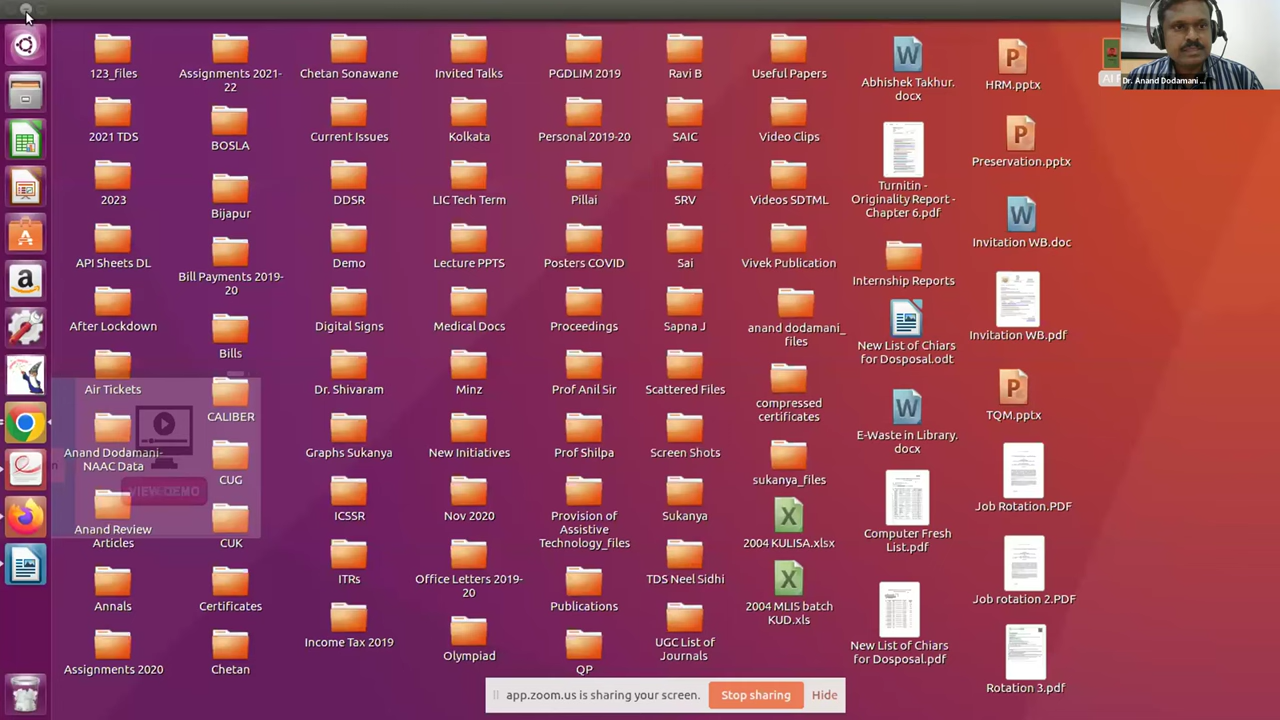 123_files
2021 TDS
2023
API Sheets DL
After Lockdown
Air Tickets
Anand Dodamani-
NAAC Data
Anand Review
Articles
Annals
Assignments 2020
Assignments 2021-
22
BOSLA
Bijapur
Bill Payments 2019-
20
Bills
CALIBER
CUG
VIEW DEMO
CUK
Certificates
Chetan
Chetan Sonawane
Current Issues
DDSR
Demo
Digital Signs
Dr. Shivaram
Graphs Sukanya
ICSSR
ITRs
Income Tax 2019
Invited Talks
Kolkata
LIC Tech Term
Lecture PPTS
Medical Docs
Minz
New Initiatives
Nov 2020
Office Letters 2019-
20
Olympiad
PGDLIM 2019
Personal 2019-20
Pillai
Posters COVID
Proceedings
Prof Anil Sir
Prof Shilpa
Provision of
Assistive
Technology_files
Publications
QP
Ravi B
SAIC
SRV
Sai
Sapna J
Scattered Files
Screen Shots
Sukanya
TDS Neel Sidhi
UGC List of
Journals
Useful Papers
Video Clips
Videos SDTML
Vivek Publication
anand dodamani_
files
compressed
certificates
sukanya_files
2004 KULISA.xlsx
2004 MLIS batch
KUD.xls
Abhishek Takhur.
docx
Turnitin -
Originality Report -
Chapter 6.pdf
Internship Reports
New List of Chiars
for Dosposal.odt
E-Waste in Library.
docx
Computer Fresh
List.pdf
New List of Chiars
for Dosposal.pdf
HRM.pptx
Preservation.pptx
Invitation WB.doc
Invitation WB.pdf
TQM.pptx
Job Rotation.PDF
Job rotation 2.PDF
Rotation 3.pdf
Dr. Anand Dodamani ...
app.zoom.us is sharing your screen.
Stop sharing
Hide